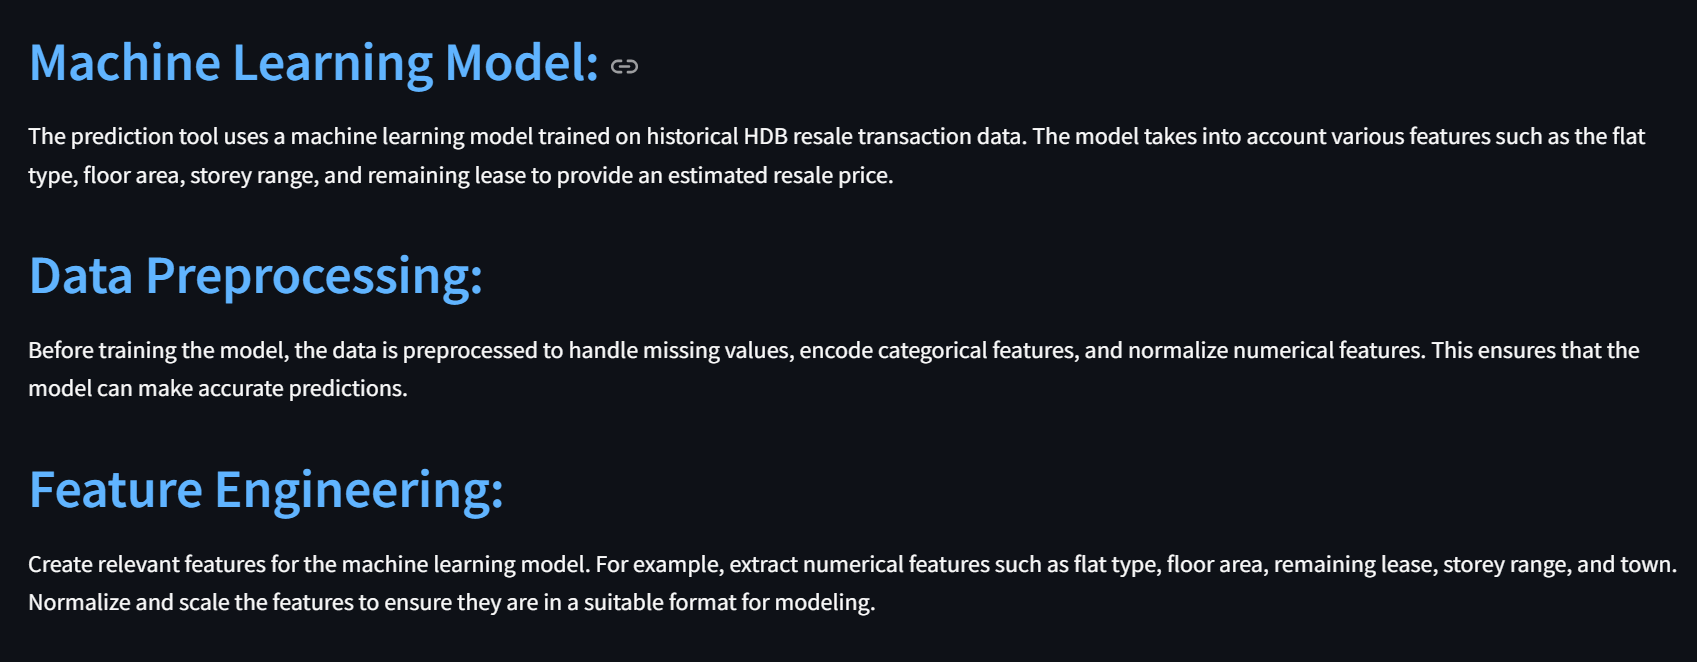 Machine Learning Model:
The prediction tool uses a machine learning model trained on historical HDB resale transaction data. The model takes into account various features such as the flat
type, floor area, storey range, and remaining lease to provide an estimated resale price.
Data Preprocessing:
Before training the model, the data is preprocessed to handle missing values, encode categorical features, and normalize numerical features. This ensures that the
model can make accurate predictions.
Feature Engineering:
Create relevant features for the machine learning model. For example, extract numerical features such as flat type, floor area, remaining lease, storey range, and town.
Normalize and scale the features to ensure they are in a suitable format for modeling.